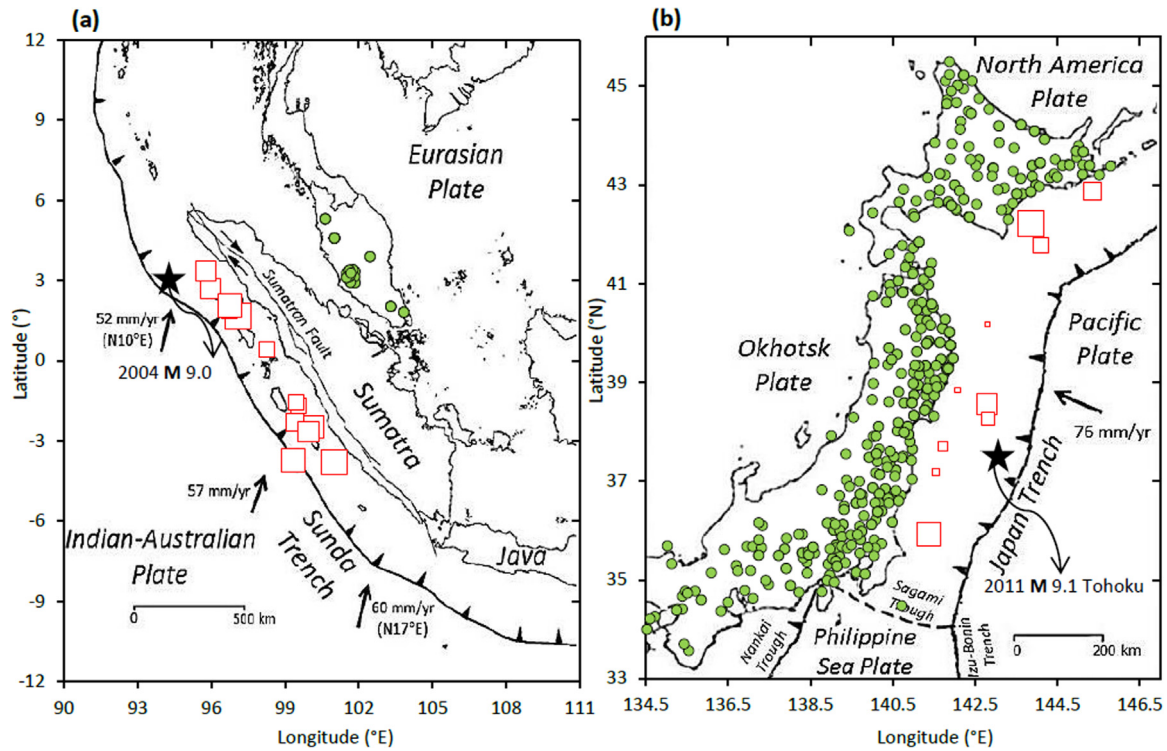 (a)
12
9
6
3
0
-3
-6
-9
-12
Latitude (°)
90
93
96
99
102
105
108
111
Longitude (°E)
Eurasian
Plate
52 mm/yr
(N10°E)
2004 M 9.0
Sumatran Fault
Sumatra
57 mm/yr
Indian-Australian
Plate
Sunda
Trench
Java
60 mm/yr
(N17°E)
0
500 km
(b)
45
43
41
39
37
35
33
Latitude (°N)
134.5
136.5
138.5
140.5
142.5
144.5
146.5
Longitude (°E)
North America
Plate
Okhotsk
Plate
Pacific
Plate
76 mm/yr
Japan Trench
2011 M 9.1 Tohoku
Sagami
Trough
Nankai
Trough
Philippine
Sea Plate
Izu-Bonin
Trench
0
200 km